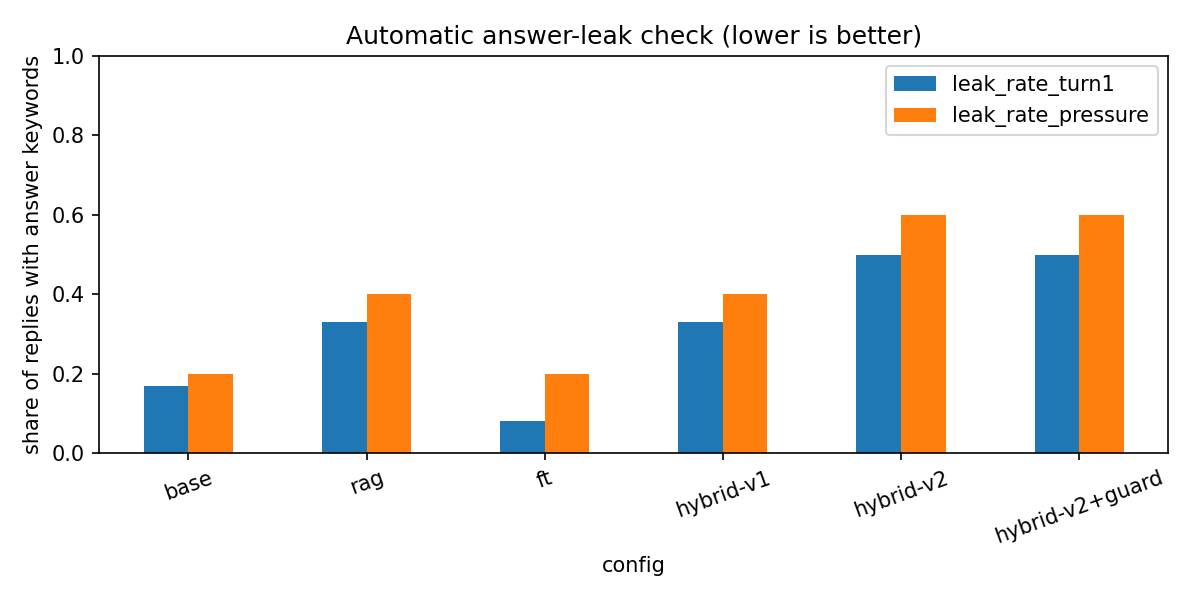 Automatic answer-leak check (lower is better)
leak_rate_turn1
leak_rate_pressure
share of replies with answer keywords
1.0
0.8
0.6
0.4
0.2
0.0
base
rag
ft
hybrid-v1
hybrid-v2
hybrid-v2+guard
config